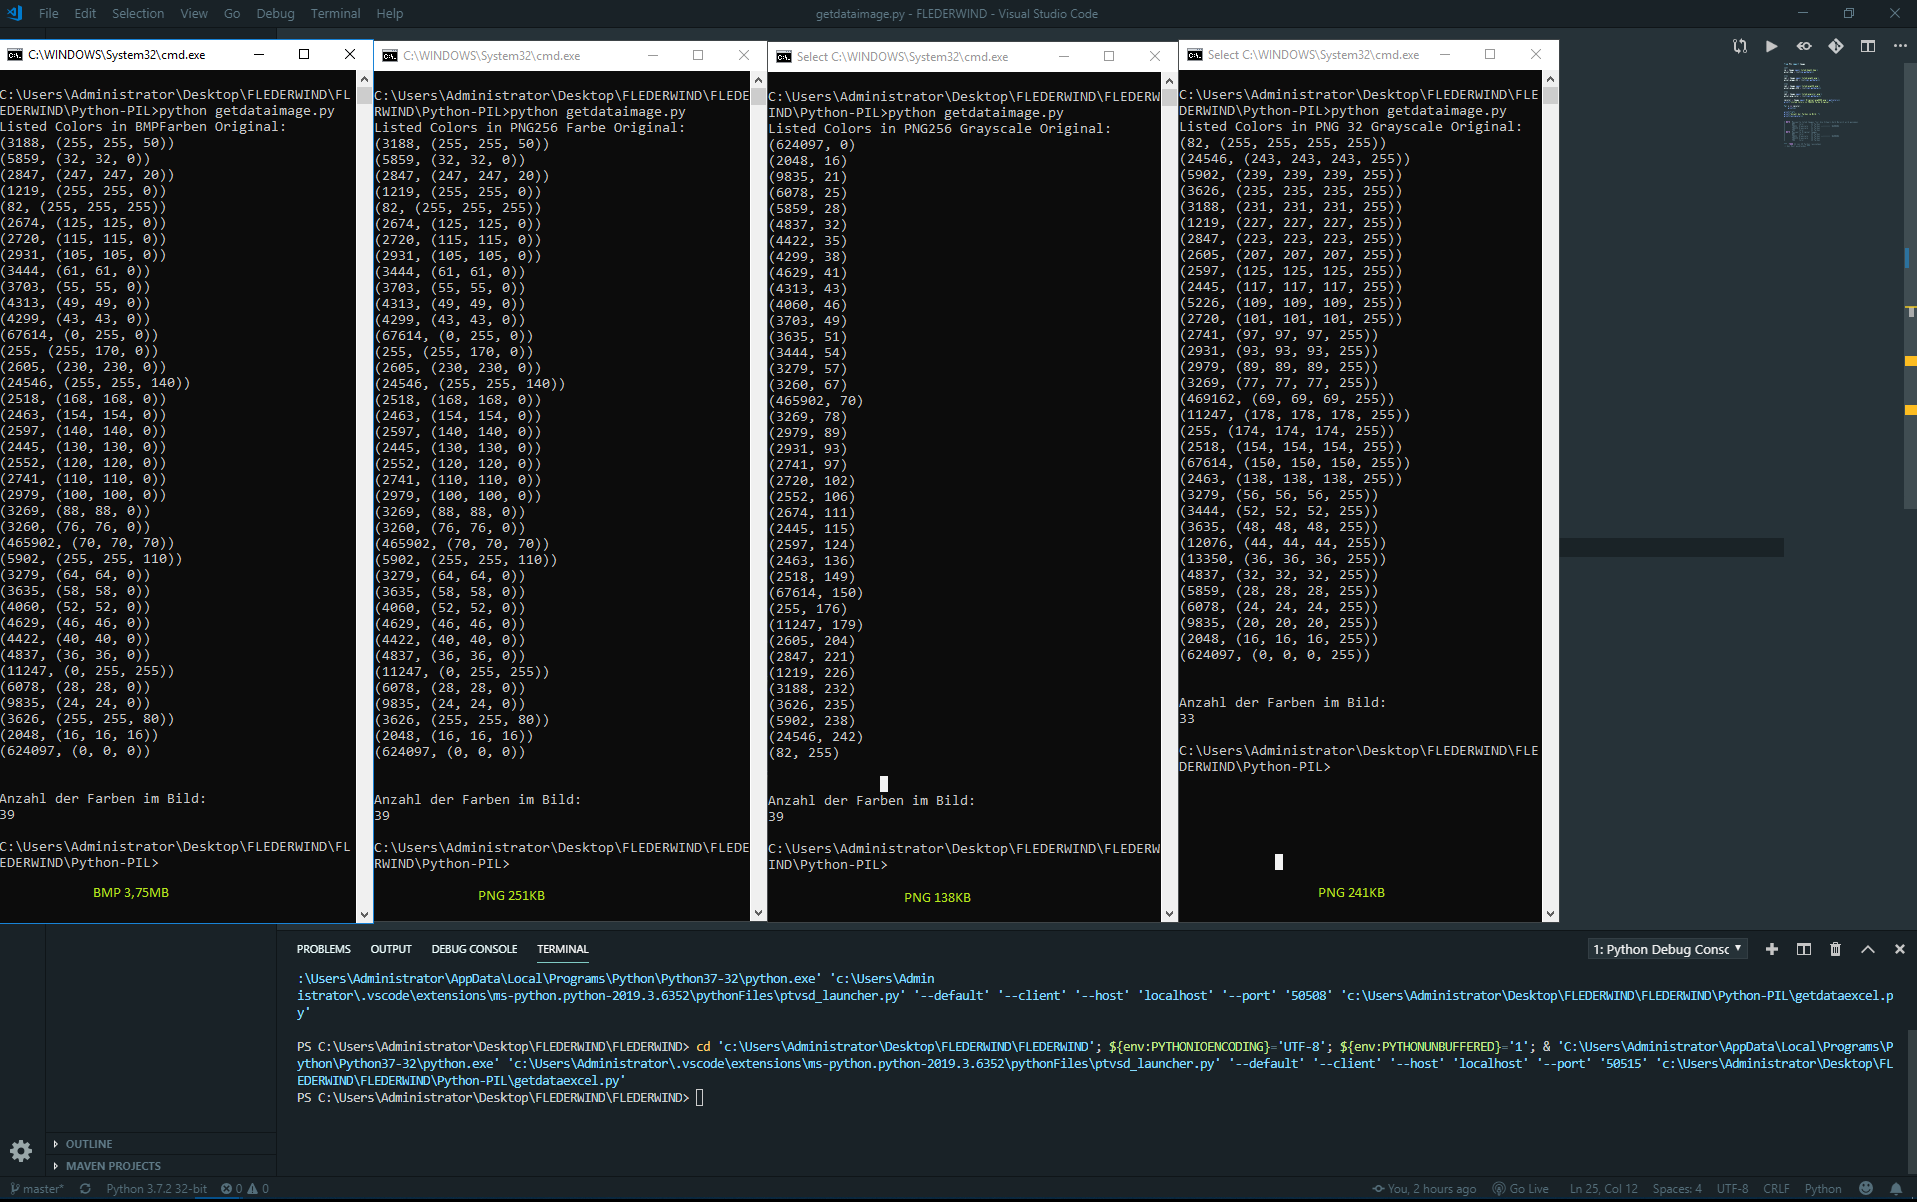 File Edit Selection View Go Debug Terminal Help
getdataimage.py - FLEDERWIND - Visual Studio Code
C:\WINDOWS\System32\cmd.exe
C:\Users\Administrator\Desktop\FLEDERWIND\FL
EDERWIND\Python-PIL>python getdataimage.py
Listed Colors in BMPFarben Original:
(3188, (255, 255, 50))
(5859, (32, 32, 0))
(2847, (247, 247, 20))
(1219, (255, 255, 0))
(82, (255, 255, 255))
(2674, (125, 125, 0))
(2720, (115, 115, 0))
(2931, (105, 105, 0))
(3444, (61, 61, 0))
(3703, (55, 55, 0))
(4313, (49, 49, 0))
(4299, (43, 43, 0))
(67614, (0, 255, 0))
(255, (255, 170, 0))
(2605, (230, 230, 0))
(24546, (255, 255, 140))
(2518, (168, 168, 0))
(2463, (154, 154, 0))
(2597, (140, 140, 0))
(2445, (130, 130, 0))
(2552, (120, 120, 0))
(2741, (110, 110, 0))
(2979, (100, 100, 0))
(3269, (88, 88, 0))
(3260, (76, 76, 0))
(465902, (70, 70, 70))
(5902, (255, 255, 110))
(3279, (64, 64, 0))
(3635, (58, 58, 0))
(4060, (52, 52, 0))
(4629, (46, 46, 0))
(4422, (40, 40, 0))
(4837, (36, 36, 0))
(11247, (0, 255, 255))
(6078, (28, 28, 0))
(9835, (24, 24, 0))
(3626, (255, 255, 80))
(2048, (16, 16, 16))
(624097, (0, 0, 0))
Anzahl der Farben im Bild:
39
C:\Users\Administrator\Desktop\FLEDERWIND\FL
EDERWIND\Python-PIL>
BMP 3,75MB
C:\WINDOWS\System32\cmd.exe
C:\Users\Administrator\Desktop\FLEDERWIND\FLEDE
RWIND\Python-PIL>python getdataimage.py
Listed Colors in PNG256 Farbe Original:
(3188, (255, 255, 50))
(5859, (32, 32, 0))
(2847, (247, 247, 20))
(1219, (255, 255, 0))
(82, (255, 255, 255))
(2674, (125, 125, 0))
(2720, (115, 115, 0))
(2931, (105, 105, 0))
(3444, (61, 61, 0))
(3703, (55, 55, 0))
(4313, (49, 49, 0))
(4299, (43, 43, 0))
(67614, (0, 255, 0))
(255, (255, 170, 0))
(2605, (230, 230, 0))
(24546, (255, 255, 140))
(2518, (168, 168, 0))
(2463, (154, 154, 0))
(2597, (140, 140, 0))
(2445, (130, 130, 0))
(2552, (120, 120, 0))
(2741, (110, 110, 0))
(2979, (100, 100, 0))
(3269, (88, 88, 0))
(3260, (76, 76, 0))
(465902, (70, 70, 70))
(5902, (255, 255, 110))
(3279, (64, 64, 0))
(3635, (58, 58, 0))
(4060, (52, 52, 0))
(4629, (46, 46, 0))
(4422, (40, 40, 0))
(4837, (36, 36, 0))
(11247, (0, 255, 255))
(6078, (28, 28, 0))
(9835, (24, 24, 0))
(3626, (255, 255, 80))
(2048, (16, 16, 16))
(624097, (0, 0, 0))
Anzahl der Farben im Bild:
39
C:\Users\Administrator\Desktop\FLEDERWIND\FLEDE
RWIND\Python-PIL>
PNG 251KB
Select C:\WINDOWS\System32\cmd.exe
C:\Users\Administrator\Desktop\FLEDERWIND\FLEDERW
IND\Python-PIL>python getdataimage.py
Listed Colors in PNG256 Grayscale Original:
(624097, 0)
(2048, 16)
(9835, 21)
(6078, 25)
(5859, 28)
(4837, 32)
(4422, 35)
(4299, 38)
(4629, 41)
(4313, 43)
(4060, 46)
(3703, 49)
(3635, 51)
(3444, 54)
(3279, 57)
(3260, 67)
(465902, 70)
(3269, 78)
(2979, 89)
(2931, 93)
(2741, 97)
(2720, 102)
(2552, 106)
(2674, 111)
(2445, 115)
(2597, 124)
(2463, 136)
(2518, 149)
(67614, 150)
(255, 176)
(11247, 179)
(2605, 204)
(2847, 221)
(1219, 226)
(3188, 232)
(3626, 235)
(5902, 238)
(24546, 242)
(82, 255)
Anzahl der Farben im Bild:
39
C:\Users\Administrator\Desktop\FLEDERWIND\FLEDERW
IND\Python-PIL>
PNG 138KB
Select C:\WINDOWS\System32\cmd.exe
C:\Users\Administrator\Desktop\FLEDERWIND\FLE
DERWIND\Python-PIL>python getdataimage.py
Listed Colors in PNG 32 Grayscale Original:
(82, (255, 255, 255, 255))
(24546, (243, 243, 243, 255))
(5902, (239, 239, 239, 255))
(3626, (235, 235, 235, 255))
(3188, (231, 231, 231, 255))
(1219, (227, 227, 227, 255))
(2847, (223, 223, 223, 255))
(2605, (207, 207, 207, 255))
(2597, (125, 125, 125, 255))
(2445, (117, 117, 117, 255))
(5226, (109, 109, 109, 255))
(2720, (101, 101, 101, 255))
(2741, (97, 97, 97, 255))
(2931, (93, 93, 93, 255))
(2979, (89, 89, 89, 255))
(3269, (77, 77, 77, 255))
(469162, (69, 69, 69, 255))
(11247, (178, 178, 178, 255))
(255, (174, 174, 174, 255))
(2518, (154, 154, 154, 255))
(67614, (150, 150, 150, 255))
(2463, (138, 138, 138, 255))
(3279, (56, 56, 56, 255))
(3444, (52, 52, 52, 255))
(3635, (48, 48, 48, 255))
(12076, (44, 44, 44, 255))
(13350, (36, 36, 36, 255))
(4837, (32, 32, 32, 255))
(5859, (28, 28, 28, 255))
(6078, (24, 24, 24, 255))
(9835, (20, 20, 20, 255))
(2048, (16, 16, 16, 255))
(624097, (0, 0, 0, 255))
Anzahl der Farben im Bild:
33
C:\Users\Administrator\Desktop\FLEDERWIND\FLE
DERWIND\Python-PIL>
PNG 241KB
PROBLEMS OUTPUT DEBUG CONSOLE TERMINAL
1: Python Debug Consc
:\Users\Administrator\AppData\Local\Programs\Python\Python37-32\python.exe' 'c:\Users\Admin
istrator\.vscode\extensions\ms-python.python-2019.3.6352\pythonFiles\ptvsd_launcher.py' '--default' '--client' '--host' 'localhost' '--port' '50508' 'c:\Users\Administrator\Desktop\FLEDERWIND\FLEDERWIND\Python-PIL\getdataexcel.p
y'
PS C:\Users\Administrator\Desktop\FLEDERWIND\FLEDERWIND> cd 'c:\Users\Administrator\Desktop\FLEDERWIND\FLEDERWIND'; ${env:PYTHONIOENCODING}='UTF-8'; ${env:PYTHONUNBUFFERED}='1'; & 'C:\Users\Administrator\AppData\Local\Programs\P
ython\Python37-32\python.exe' 'c:\Users\Administrator\.vscode\extensions\ms-python.python-2019.3.6352\pythonFiles\ptvsd_launcher.py' '--default' '--client' '--host' 'localhost' '--port' '50515' 'c:\Users\Administrator\Desktop\FL
EDERWIND\FLEDERWIND\Python-PIL\getdataexcel.py'
PS C:\Users\Administrator\Desktop\FLEDERWIND\FLEDERWIND>
OUTLINE
MAVEN PROJECTS
master* Python 3.7.2 32-bit 0 0
You, 2 hours ago Go Live Ln 25, Col 12 Spaces: 4 UTF-8 CRLF Python